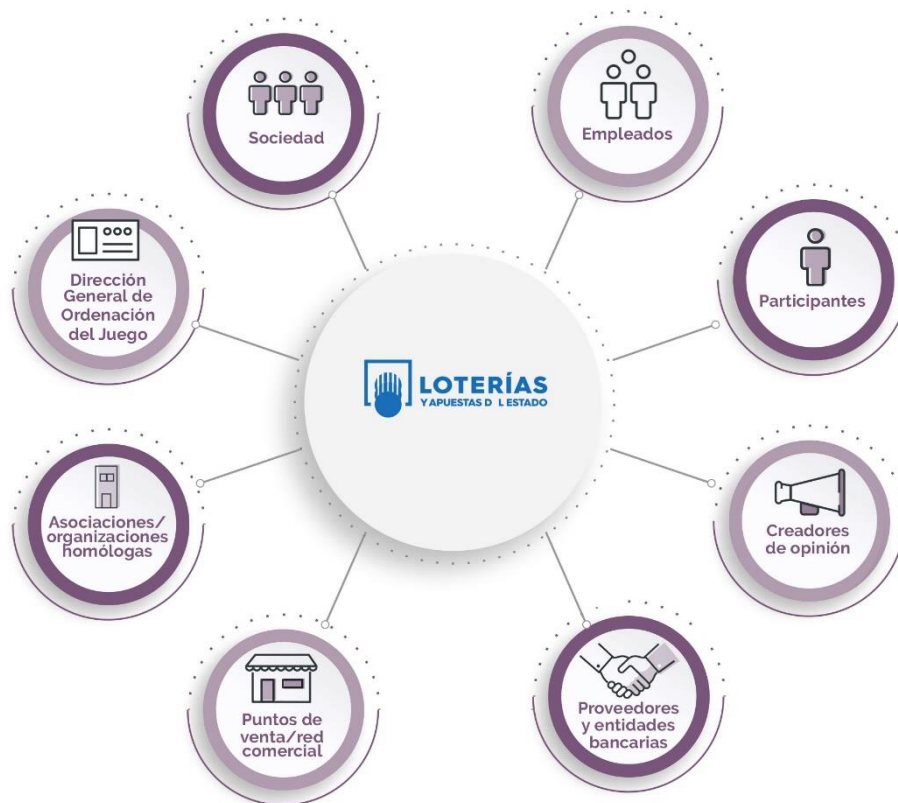 Sociedad
Empleados
Dirección
General de
Ordenación
del Juego
Participantes
LOTERÍAS
Y APUESTAS D L ESTADO
Asociaciones/
organizaciones
homólogas
Creadores
de opinión
Puntos de
venta/red
comercial
Proveedores
y entidades
bancarias